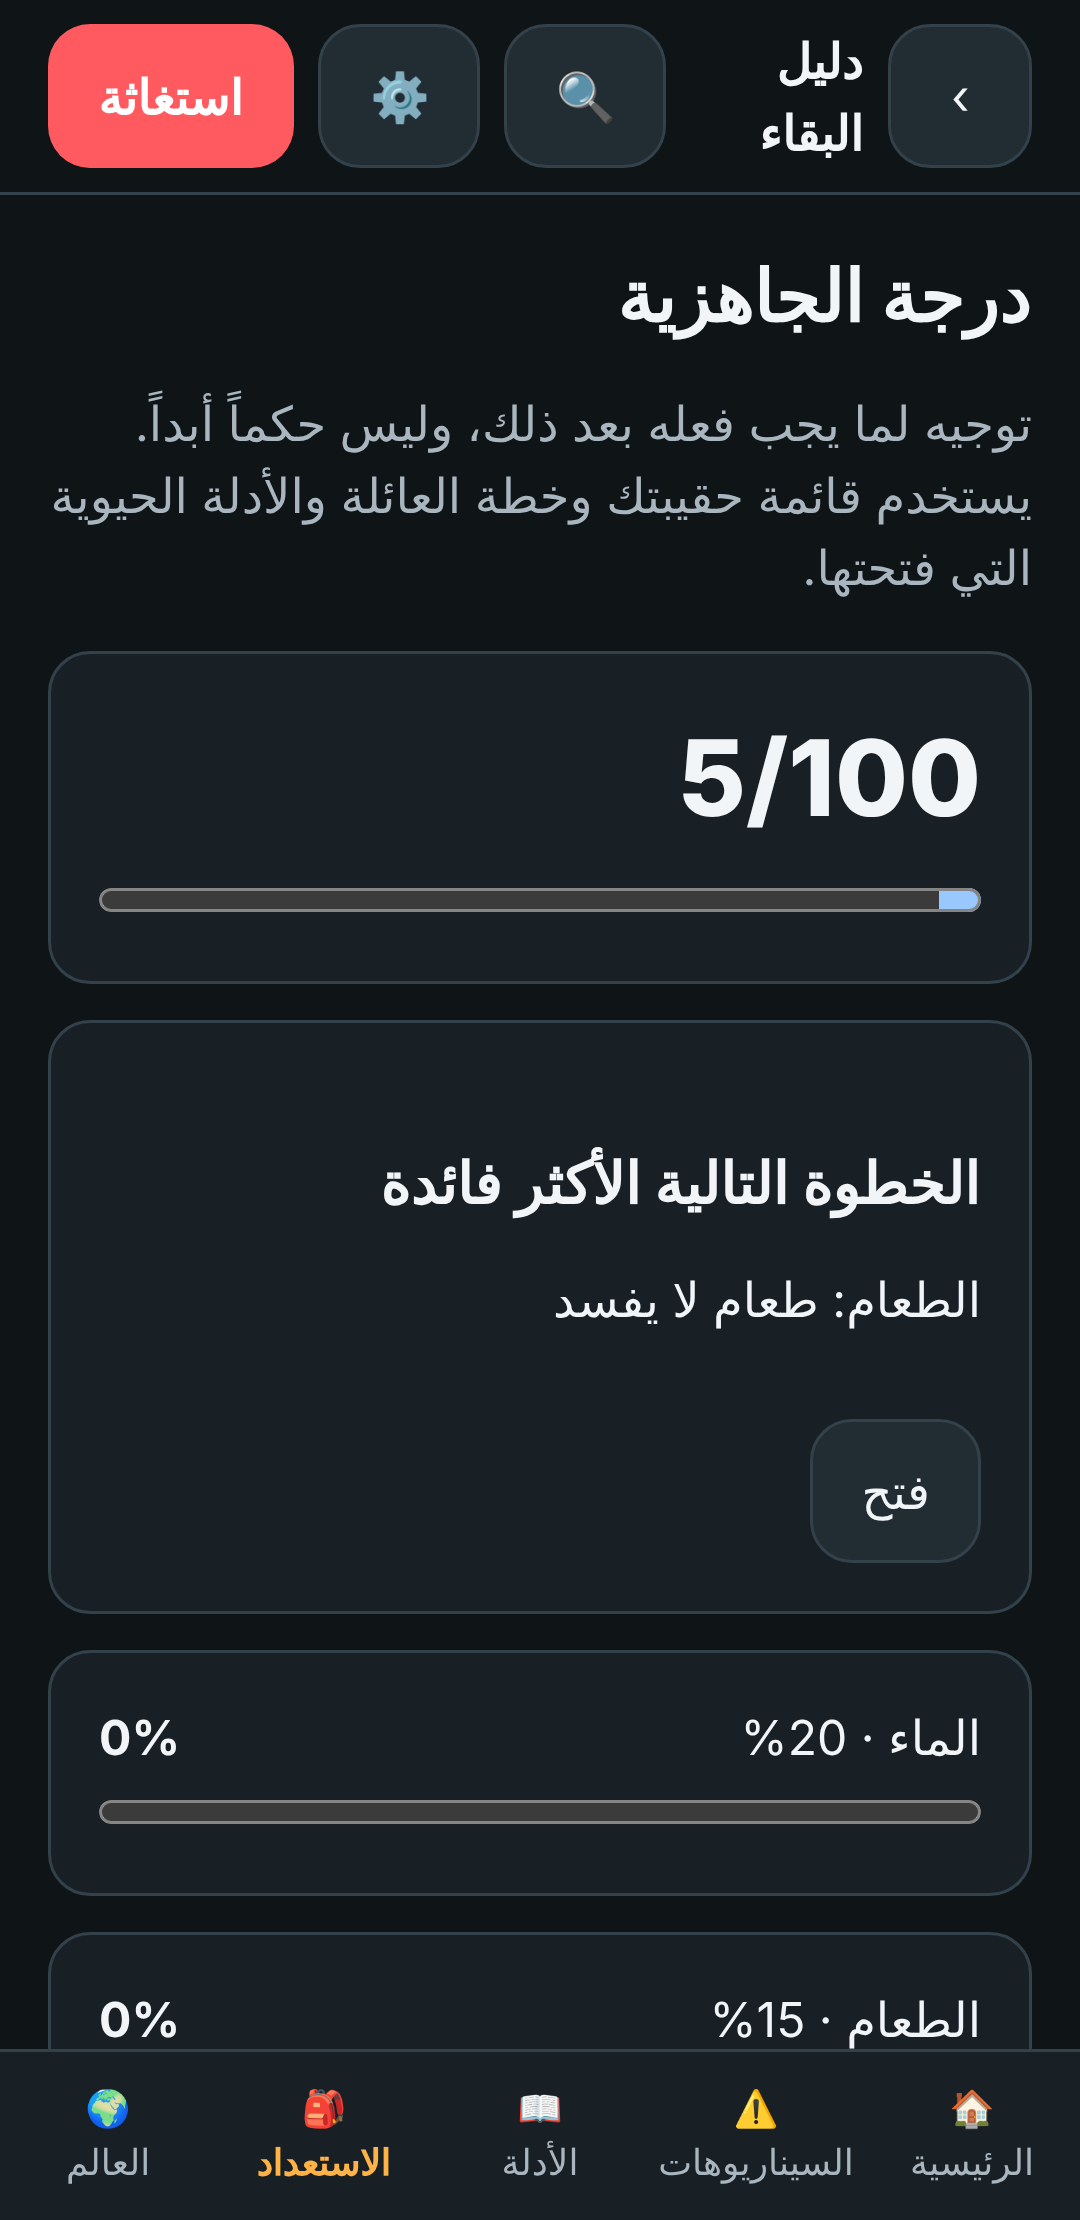 دليل
البقاء
استغاثة
درجة الجاهزية
توجيه لما يجب فعله بعد ذلك، وليس حكماً أبداً.
يستخدم قائمة حقيبتك وخطة العائلة والأدلة الحيوية
التي فتحتها.
5/100
الخطوة التالية الأكثر فائدة
الطعام: طعام لا يفسد
فتح
الماء · 20%
0%
الطعام · 15%
0%
الرئيسية
السيناريوهات
الأدلة
الاستعداد
العالم